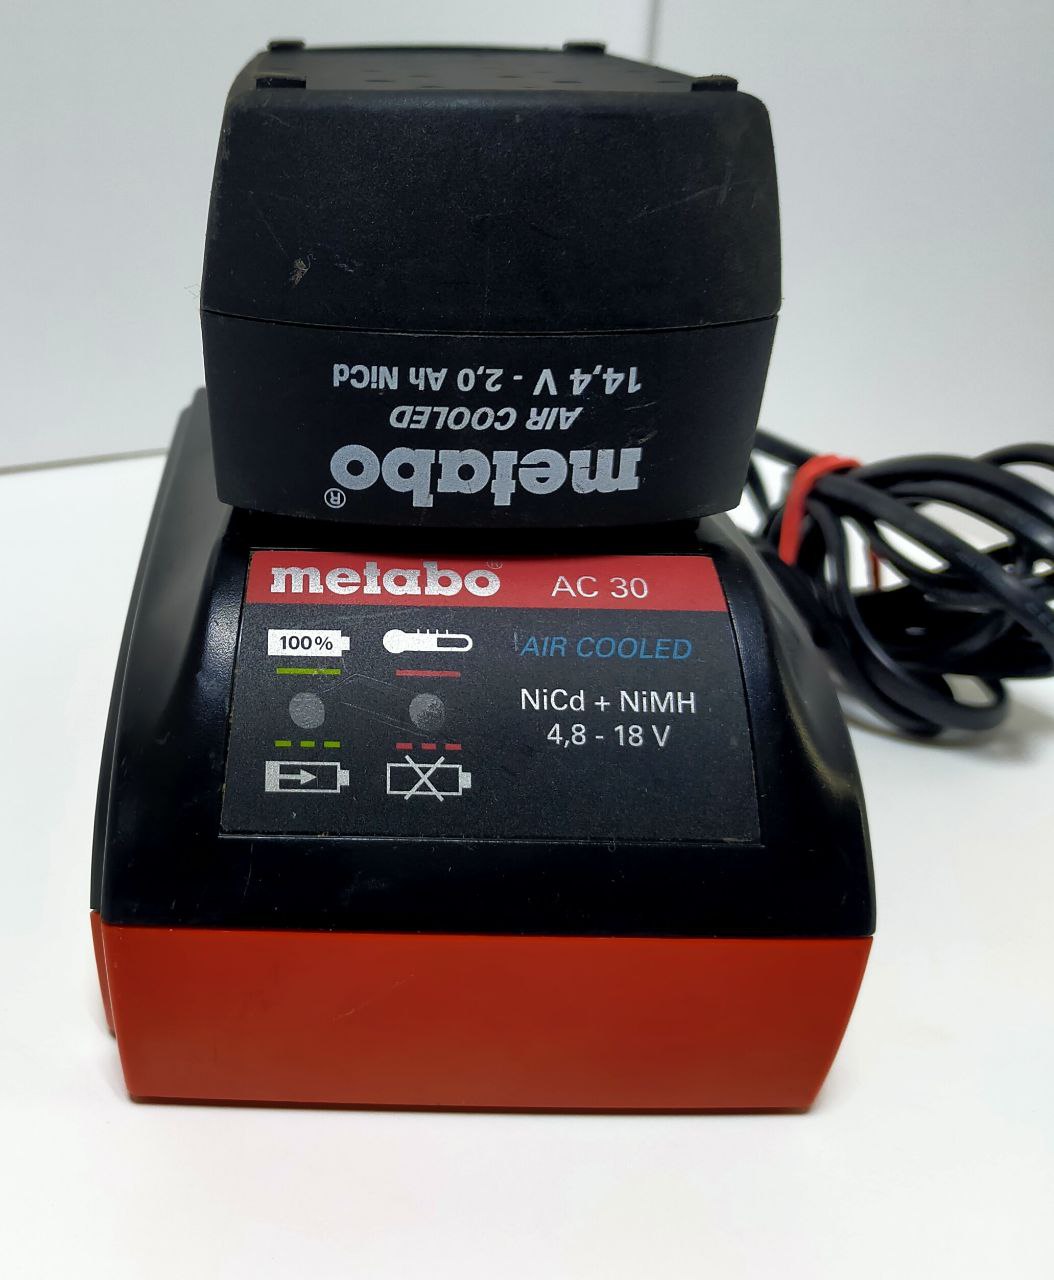 14,4 V - 2,0 Ah NiCd
AIR COOLED
metabo®
metabo® AC 30
100%
AIR COOLED
NiCd + NiMH
4,8 - 18 V